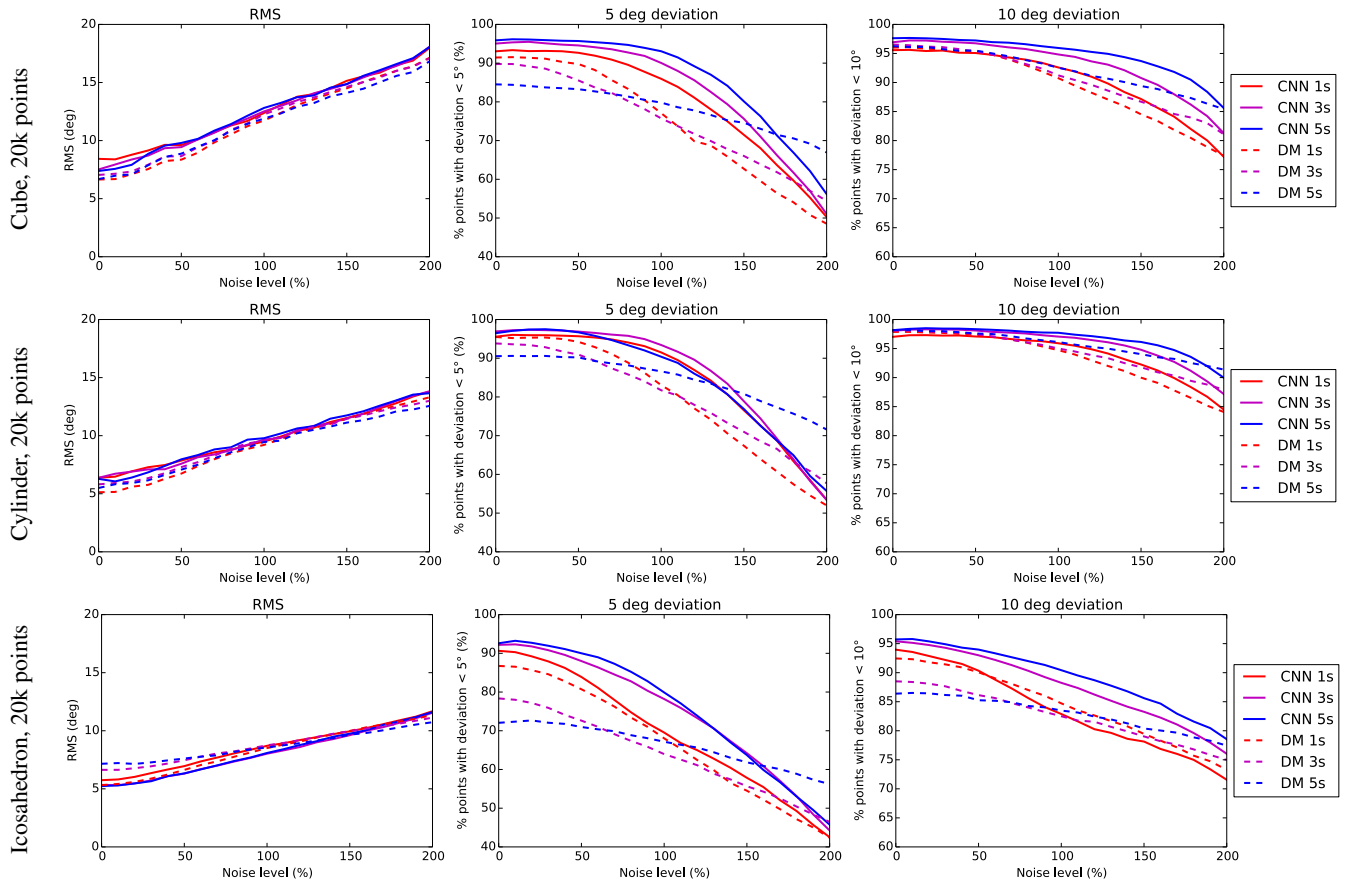 Cube, 20k points
RMS
RMS (deg)
20
15
10
5
0
0 50 100 150 200
Noise level (%)
5 deg deviation
% points with deviation < 5° (%)
100
90
80
70
60
50
40
0 50 100 150 200
Noise level (%)
10 deg deviation
% points with deviation < 10°
100
95
90
85
80
75
70
65
60
0 50 100 150 200
Noise level (%)
CNN 1s
CNN 3s
CNN 5s
DM 1s
DM 3s
DM 5s
Cylinder, 20k points
RMS
RMS (deg)
20
15
10
5
0
0 50 100 150 200
Noise level (%)
5 deg deviation
% points with deviation < 5° (%)
100
90
80
70
60
50
40
0 50 100 150 200
Noise level (%)
10 deg deviation
% points with deviation < 10°
100
95
90
85
80
75
70
65
60
0 50 100 150 200
Noise level (%)
CNN 1s
CNN 3s
CNN 5s
DM 1s
DM 3s
DM 5s
Icosahedron, 20k points
RMS
RMS (deg)
20
15
10
5
0
0 50 100 150 200
Noise level (%)
5 deg deviation
% points with deviation < 5° (%)
100
90
80
70
60
50
40
0 50 100 150 200
Noise level (%)
10 deg deviation
% points with deviation < 10°
100
95
90
85
80
75
70
65
60
0 50 100 150 200
Noise level (%)
CNN 1s
CNN 3s
CNN 5s
DM 1s
DM 3s
DM 5s